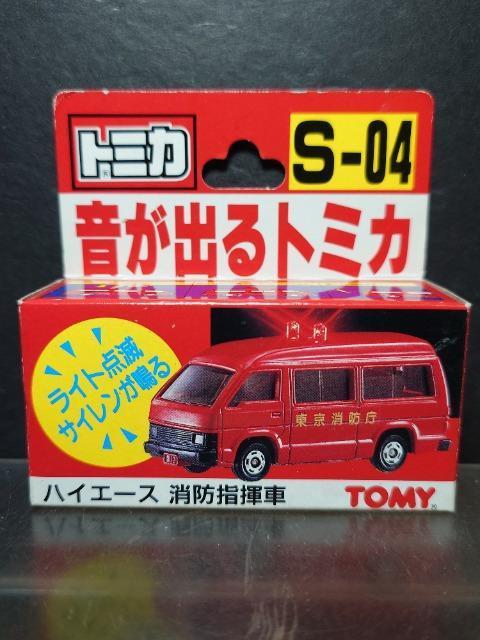 トミカ
S-04
音が出るトミカ
ライト点滅
サイレンが鳴る
東京消防庁
ハイエース 消防指揮車
TOMY